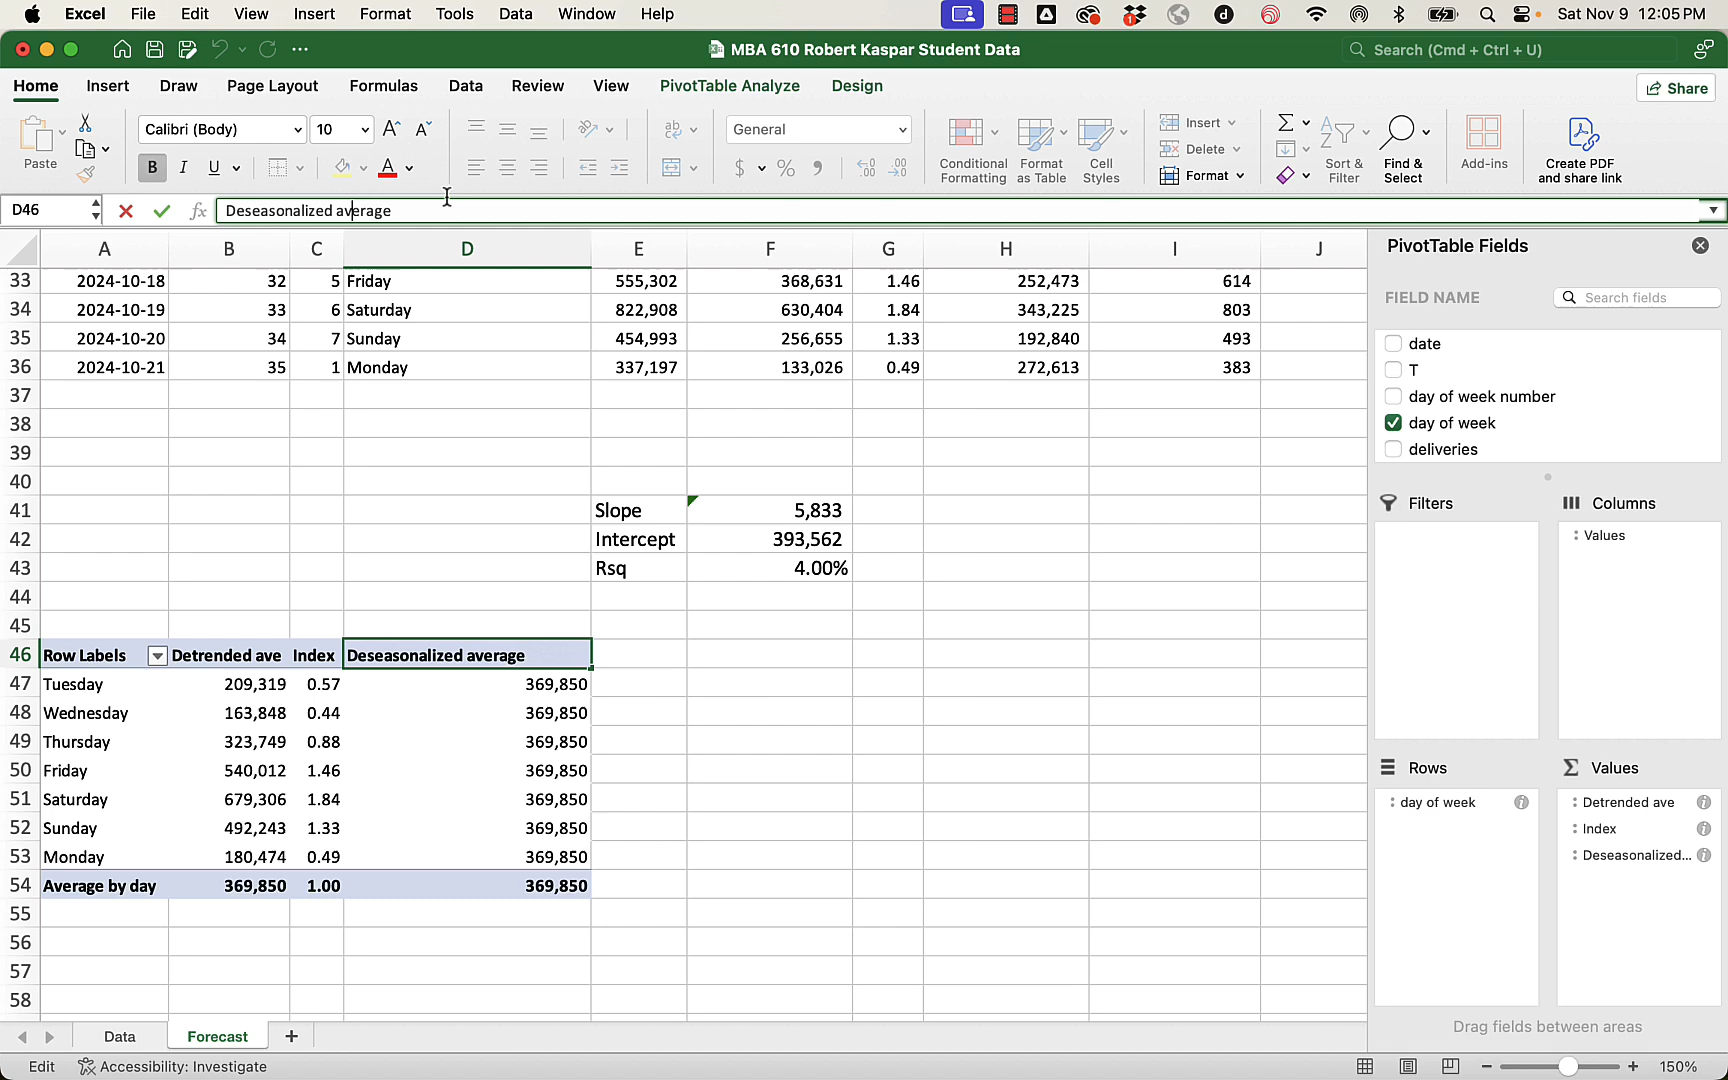 Excel File Edit View Insert Format Tools Data Window Help Sat Nov 9 12:05 PM
MBA 610 Robert Kaspar Student Data
Search (Cmd + Ctrl + U)
Home Insert Draw Page Layout Formulas Data Review View PivotTable Analyze Design Share
Paste
Calibri (Body) 10
B I U
General
Conditional Formatting
Format as Table
Cell Styles
Insert
Delete
Format
Sort & Filter
Find & Select
Add-ins
Create PDF and share link
D46 fx Deseasonalized average
A B C D E F G H I J
33 2024-10-18 32 5 Friday 555,302 368,631 1.46 252,473 614
34 2024-10-19 33 6 Saturday 822,908 630,404 1.84 343,225 803
35 2024-10-20 34 7 Sunday 454,993 256,655 1.33 192,840 493
36 2024-10-21 35 1 Monday 337,197 133,026 0.49 272,613 383
37
38
39
40
41 Slope 5,833
42 Intercept 393,562
43 Rsq 4.00%
44
45
46 Row Labels Detrended ave Index Deseasonalized average
47 Tuesday 209,319 0.57 369,850
48 Wednesday 163,848 0.44 369,850
49 Thursday 323,749 0.88 369,850
50 Friday 540,012 1.46 369,850
51 Saturday 679,306 1.84 369,850
52 Sunday 492,243 1.33 369,850
53 Monday 180,474 0.49 369,850
54 Average by day 369,850 1.00 369,850
55
56
57
58
PivotTable Fields
FIELD NAME Search fields
date
T
day of week number
day of week
deliveries
Filters Columns
Values
Rows Values
day of week Detrended ave
Index
Deseasonalized...
Drag fields between areas
Data Forecast +
Edit Accessibility: Investigate 150%